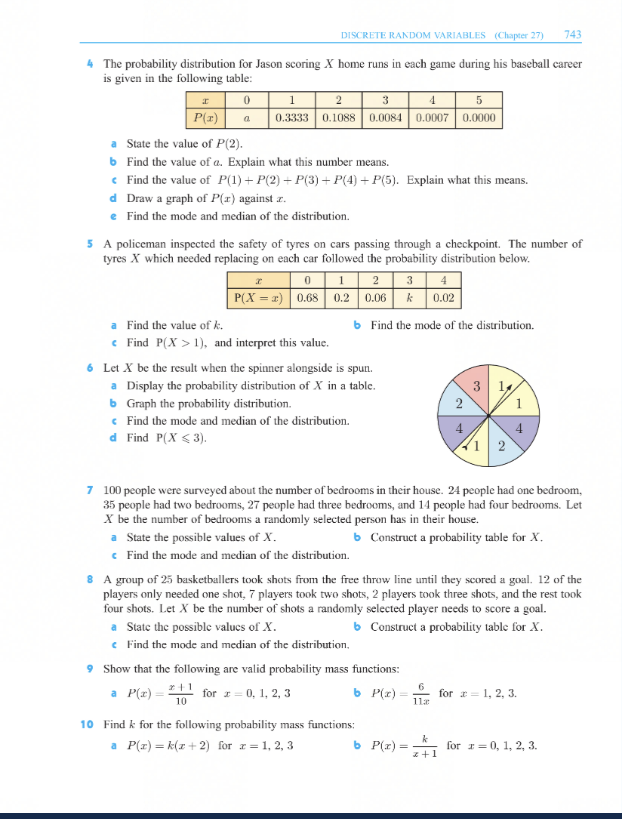 DISCRETE RANDOM VARIABLES (Chapter 27) 743
4 The probability distribution for Jason scoring X home runs in each game during his baseball career
is given in the following table:
x 0 1 2 3 4 5
P(x) a 0.3333 0.1088 0.0084 0.0007 0.0000
a State the value of P(2).
b Find the value of a. Explain what this number means.
c Find the value of P(1) + P(2) + P(3) + P(4) + P(5). Explain what this means.
d Draw a graph of P(x) against x.
e Find the mode and median of the distribution.
5 A policeman inspected the safety of tyres on cars passing through a checkpoint. The number of
tyres X which needed replacing on each car followed the probability distribution below.
x 0 1 2 3 4
P(X = x) 0.68 0.2 0.06 k 0.02
a Find the value of k. b Find the mode of the distribution.
c Find P(X > 1), and interpret this value.
6 Let X be the result when the spinner alongside is spun.
a Display the probability distribution of X in a table.
b Graph the probability distribution.
c Find the mode and median of the distribution.
d Find P(X ⩽ 3).
3 1
2 1
4 4
1 2
7 100 people were surveyed about the number of bedrooms in their house. 24 people had one bedroom,
35 people had two bedrooms, 27 people had three bedrooms, and 14 people had four bedrooms. Let
X be the number of bedrooms a randomly selected person has in their house.
a State the possible values of X. b Construct a probability table for X.
c Find the mode and median of the distribution.
8 A group of 25 basketballers took shots from the free throw line until they scored a goal. 12 of the
players only needed one shot, 7 players took two shots, 2 players took three shots, and the rest took
four shots. Let X be the number of shots a randomly selected player needs to score a goal.
a State the possible values of X. b Construct a probability table for X.
c Find the mode and median of the distribution.
9 Show that the following are valid probability mass functions:
a P(x) = (x + 1)/10 for x = 0, 1, 2, 3 b P(x) = 6/(11x) for x = 1, 2, 3.
10 Find k for the following probability mass functions:
a P(x) = k(x + 2) for x = 1, 2, 3 b P(x) = k/(x + 1) for x = 0, 1, 2, 3.